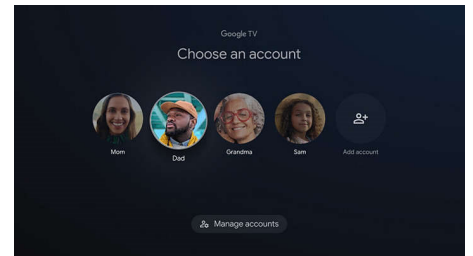 Google TV
Choose an account
Mom
Dad
Grandma
Sam
Add account
Manage accounts